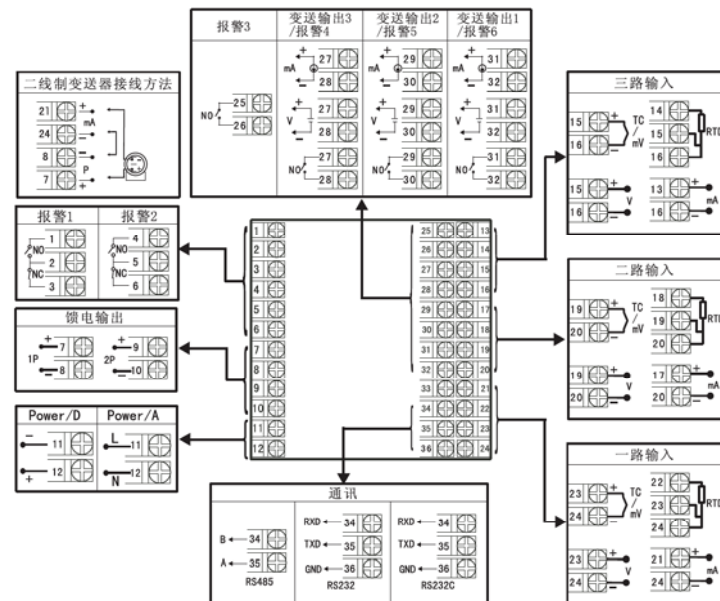 报警3
变送输出3
/报警4
变送输出2
/报警5
变送输出1
/报警6
NO
25
26
+
mA
−
27
28
+
mA
−
29
30
+
mA
−
31
32
+
V
−
27
28
+
V
−
29
30
+
V
−
31
32
NO
27
28
NO
29
30
NO
31
32
二线制变送器接线方法
21
+
mA
24
−
8
−
P
7
+
报警1
报警2
1
NO
2
NC
3
4
NO
5
NC
6
馈电输出
1P
+
7
−
8
2P
+
9
−
10
Power/D
Power/A
−
11
+
12
L
11
N
12
1
2
3
4
5
6
7
8
9
10
11
12
25
13
26
14
27
15
28
16
29
17
30
18
31
19
32
20
33
21
34
22
35
23
36
24
三路输入
15
+
16
−
TC
/
mV
14
15
16
RTD
15
+
16
−
V
13
+
16
−
mA
二路输入
19
+
20
−
TC
/
mV
18
19
20
RTD
19
+
20
−
V
17
+
20
−
mA
一路输入
23
+
24
−
TC
/
mV
22
23
24
RTD
23
+
24
−
V
21
+
24
−
mA
通讯
B
34
A
35
RS485
RXD
34
TXD
35
GND
36
RS232
RXD
34
TXD
35
GND
36
RS232C